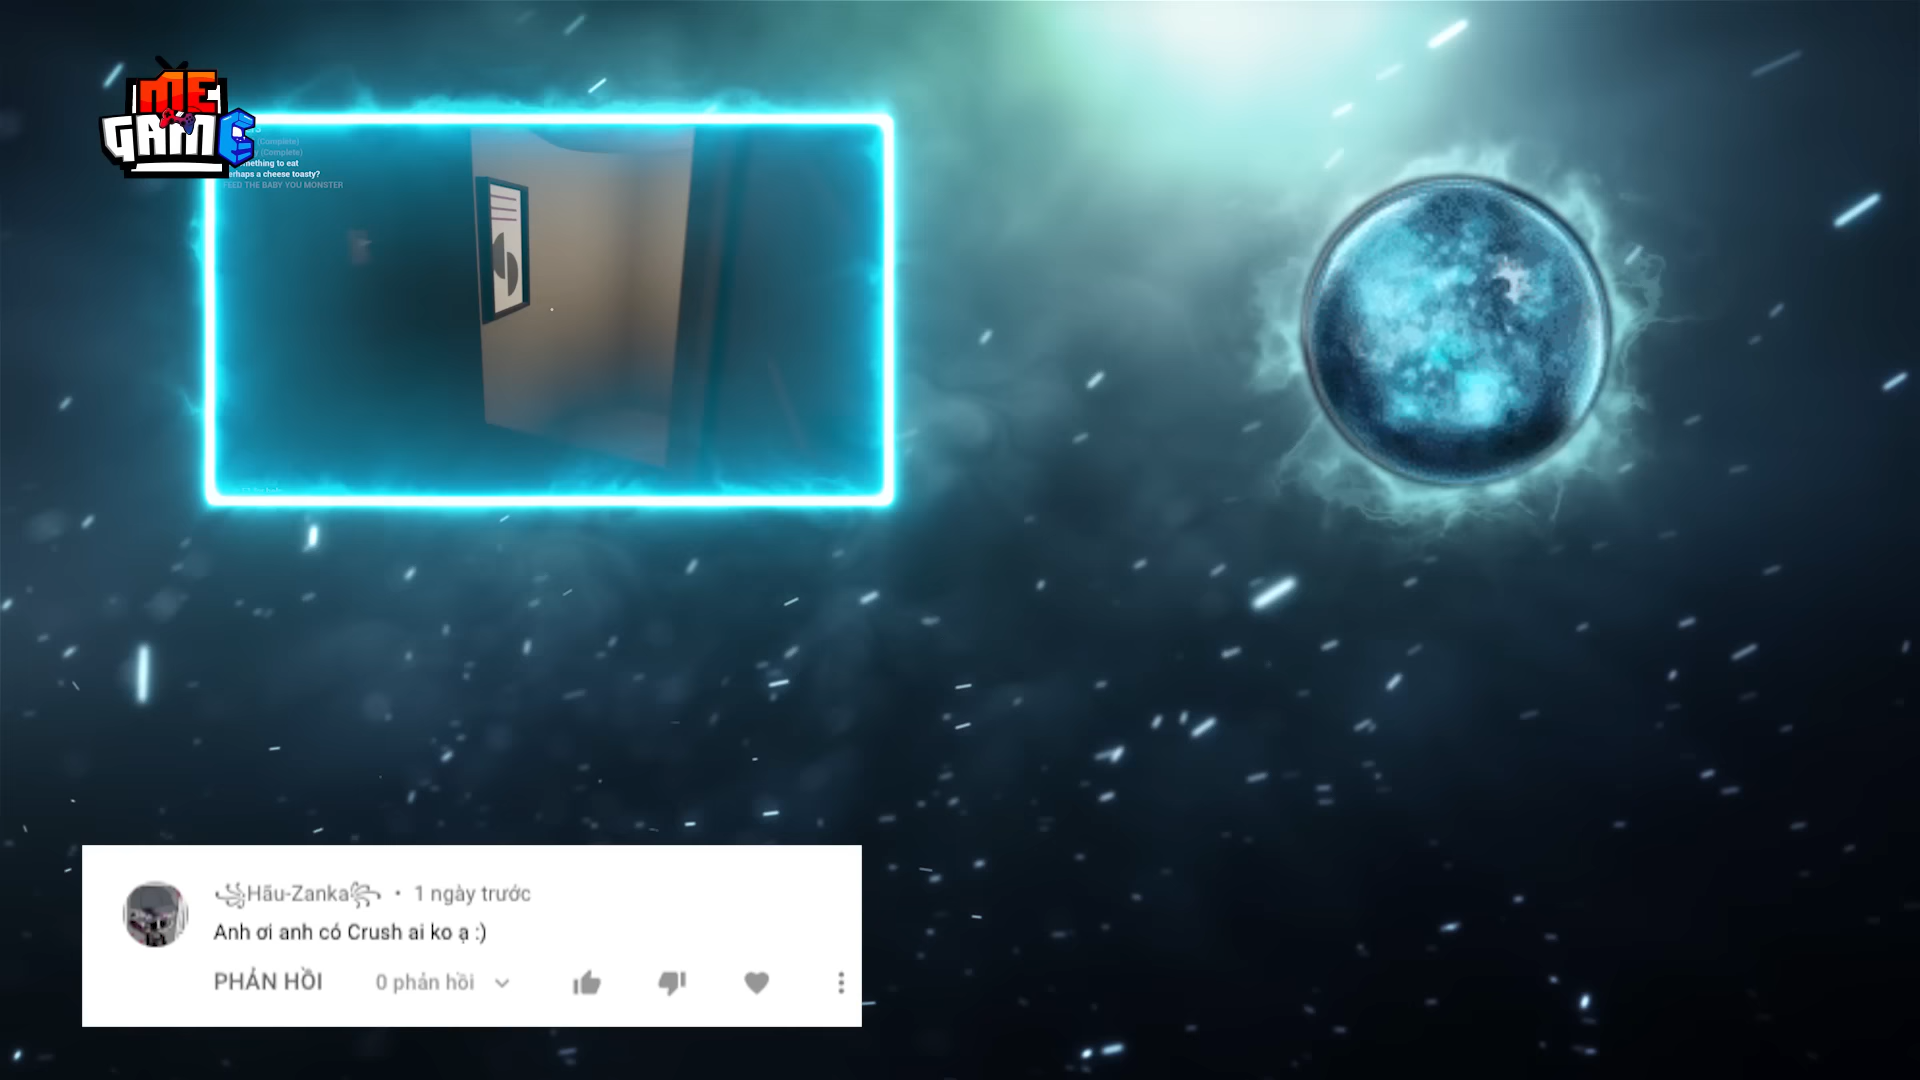 ME
GAME
(Complete)
(Complete)
mething to eat
erhaps a cheese toasty?
FEED THE BABY YOU MONSTER
꧁Hãu-Zanka꧂ • 1 ngày trước
Anh ơi anh có Crush ai ko ạ :)
PHẢN HỒI 0 phản hồi